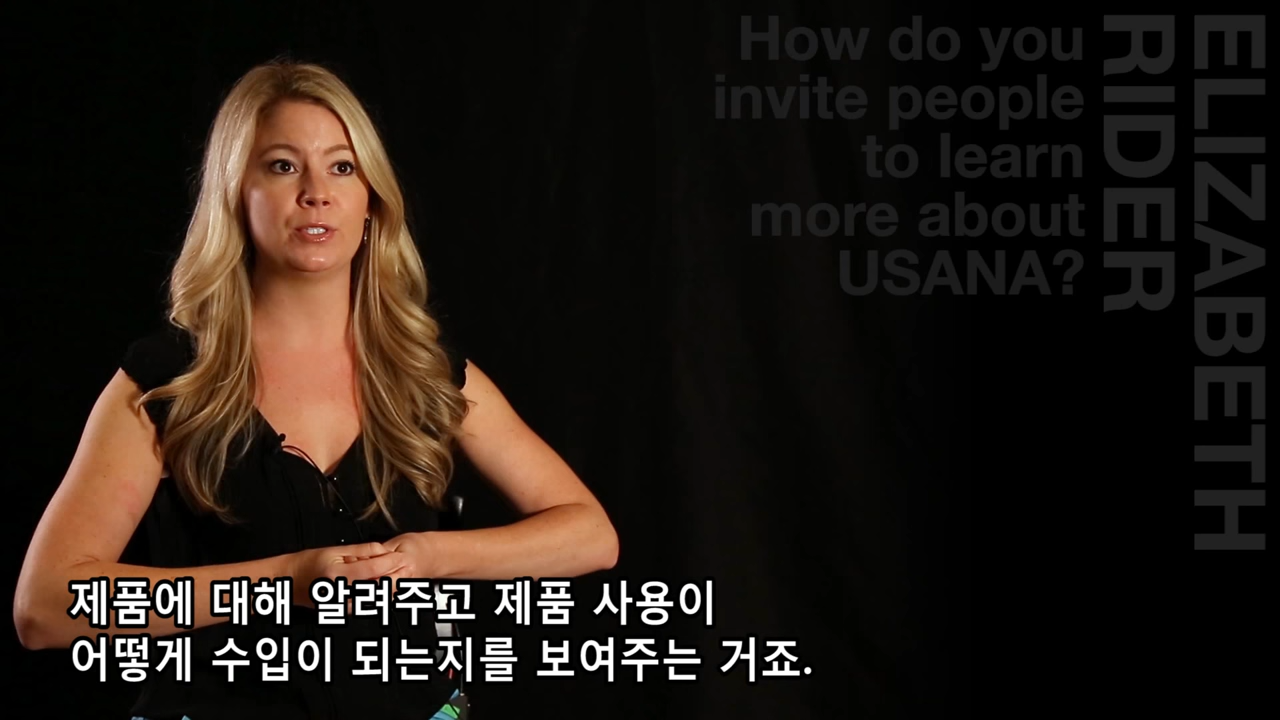 How do you
invite people
to learn
more about
USANA?
ELIZABETH
RIDER
제품에 대해 알려주고 제품 사용이
어떻게 수입이 되는지를 보여주는 거죠.